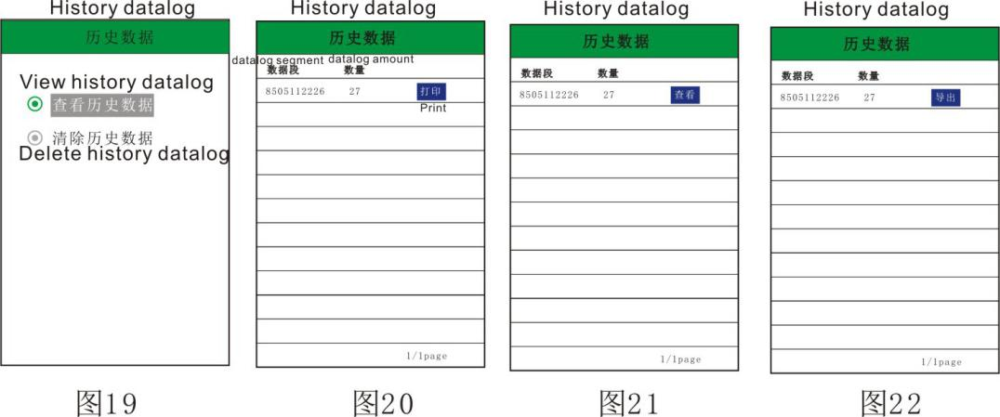 History datalog
历史数据
View history datalog
查看历史数据
清除历史数据
Delete history datalog
图19
History datalog
历史数据
datalog segment datalog amount
数据段 数量
8505112226 27 打印
Print
1/1page
图20
History datalog
历史数据
数据段 数量
8505112226 27 查看
1/1page
图21
History datalog
历史数据
数据段 数量
8505112226 27 导出
1/1page
图22